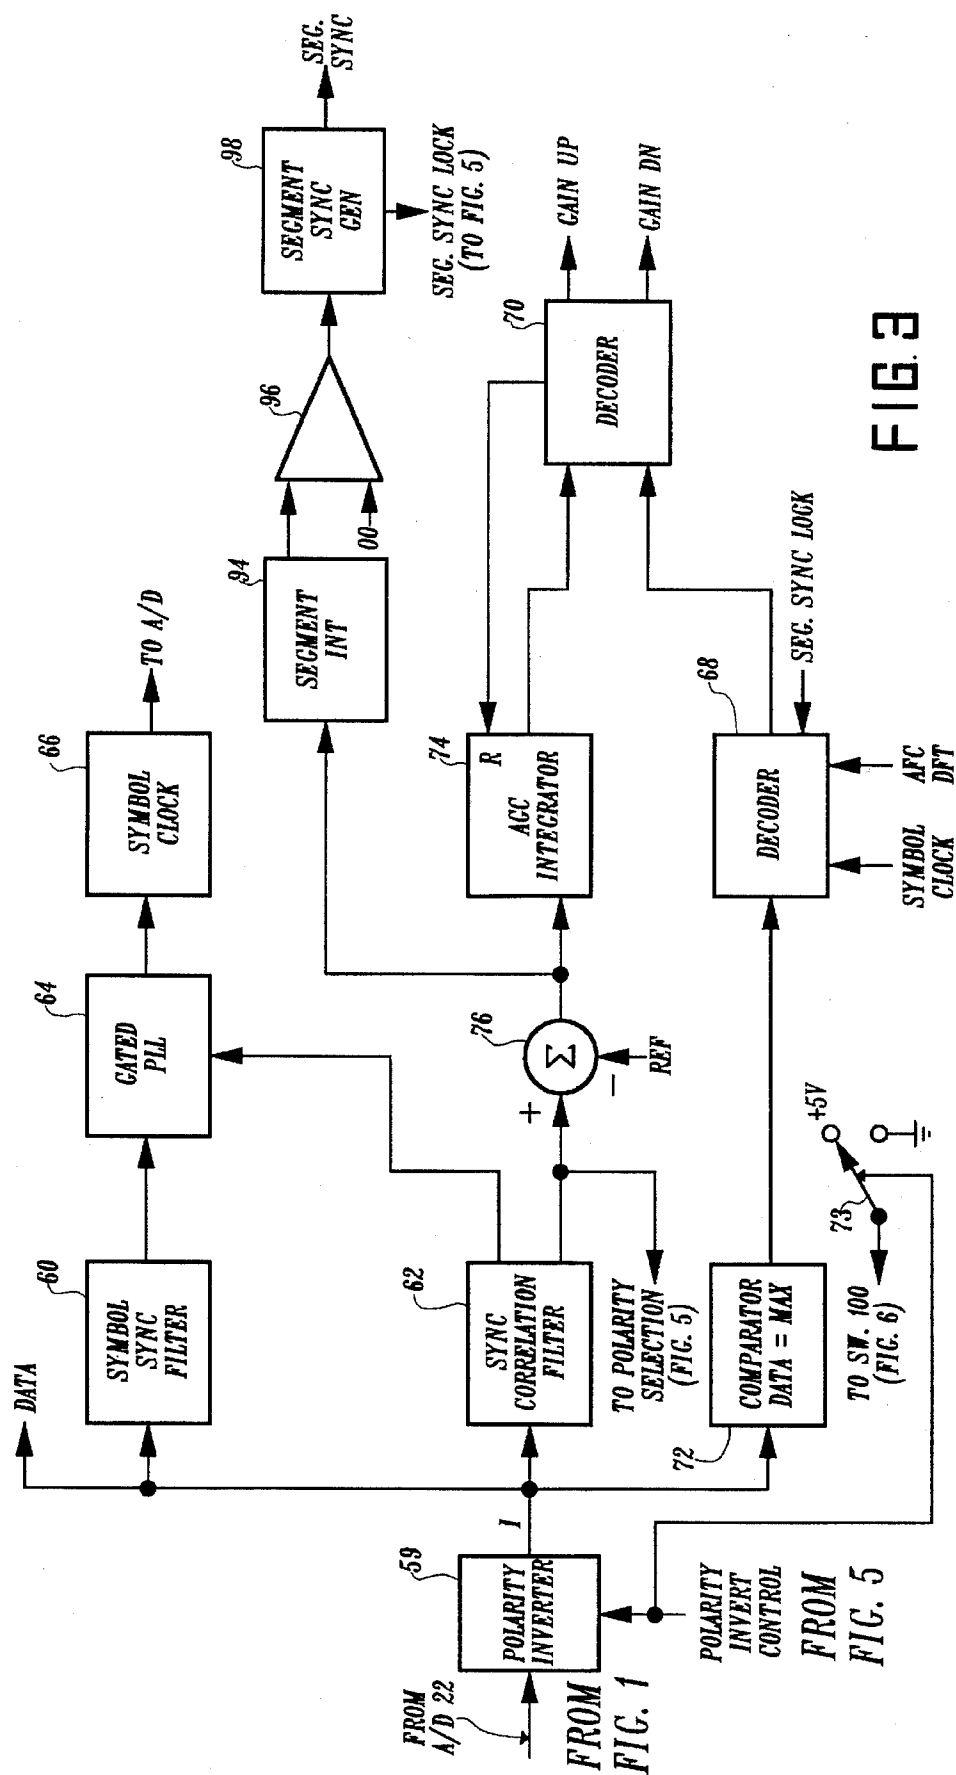 DATA
60
SYMBOL
SYNC
FILTER
64
GATED
PLL
66
SYMBOL
CLOCK
TO A/D
94
SEGMENT
INT
00
96
98
SEGMENT
SYNC
GEN
SEG.
SYNC
SEG. SYNC LOCK
(TO FIG. 5)
FROM
A/D 22
FROM
FIG. 1
59
POLARITY
INVERTER
I
62
SYNC
CORRELATION
FILTER
TO POLARITY
SELECTION
(FIG. 5)
+
76
Σ
−
REF
74
R
AGC
INTEGRATOR
70
DECODER
GAIN UP
GAIN DN
POLARITY
INVERT
CONTROL
FROM
FIG. 5
72
COMPARATOR
DATA = MAX
TO SW. 100
(FIG. 6)
73
+5V
68
DECODER
SYMBOL
CLOCK
AFC
DFT
SEG. SYNC LOCK
FIG. 3